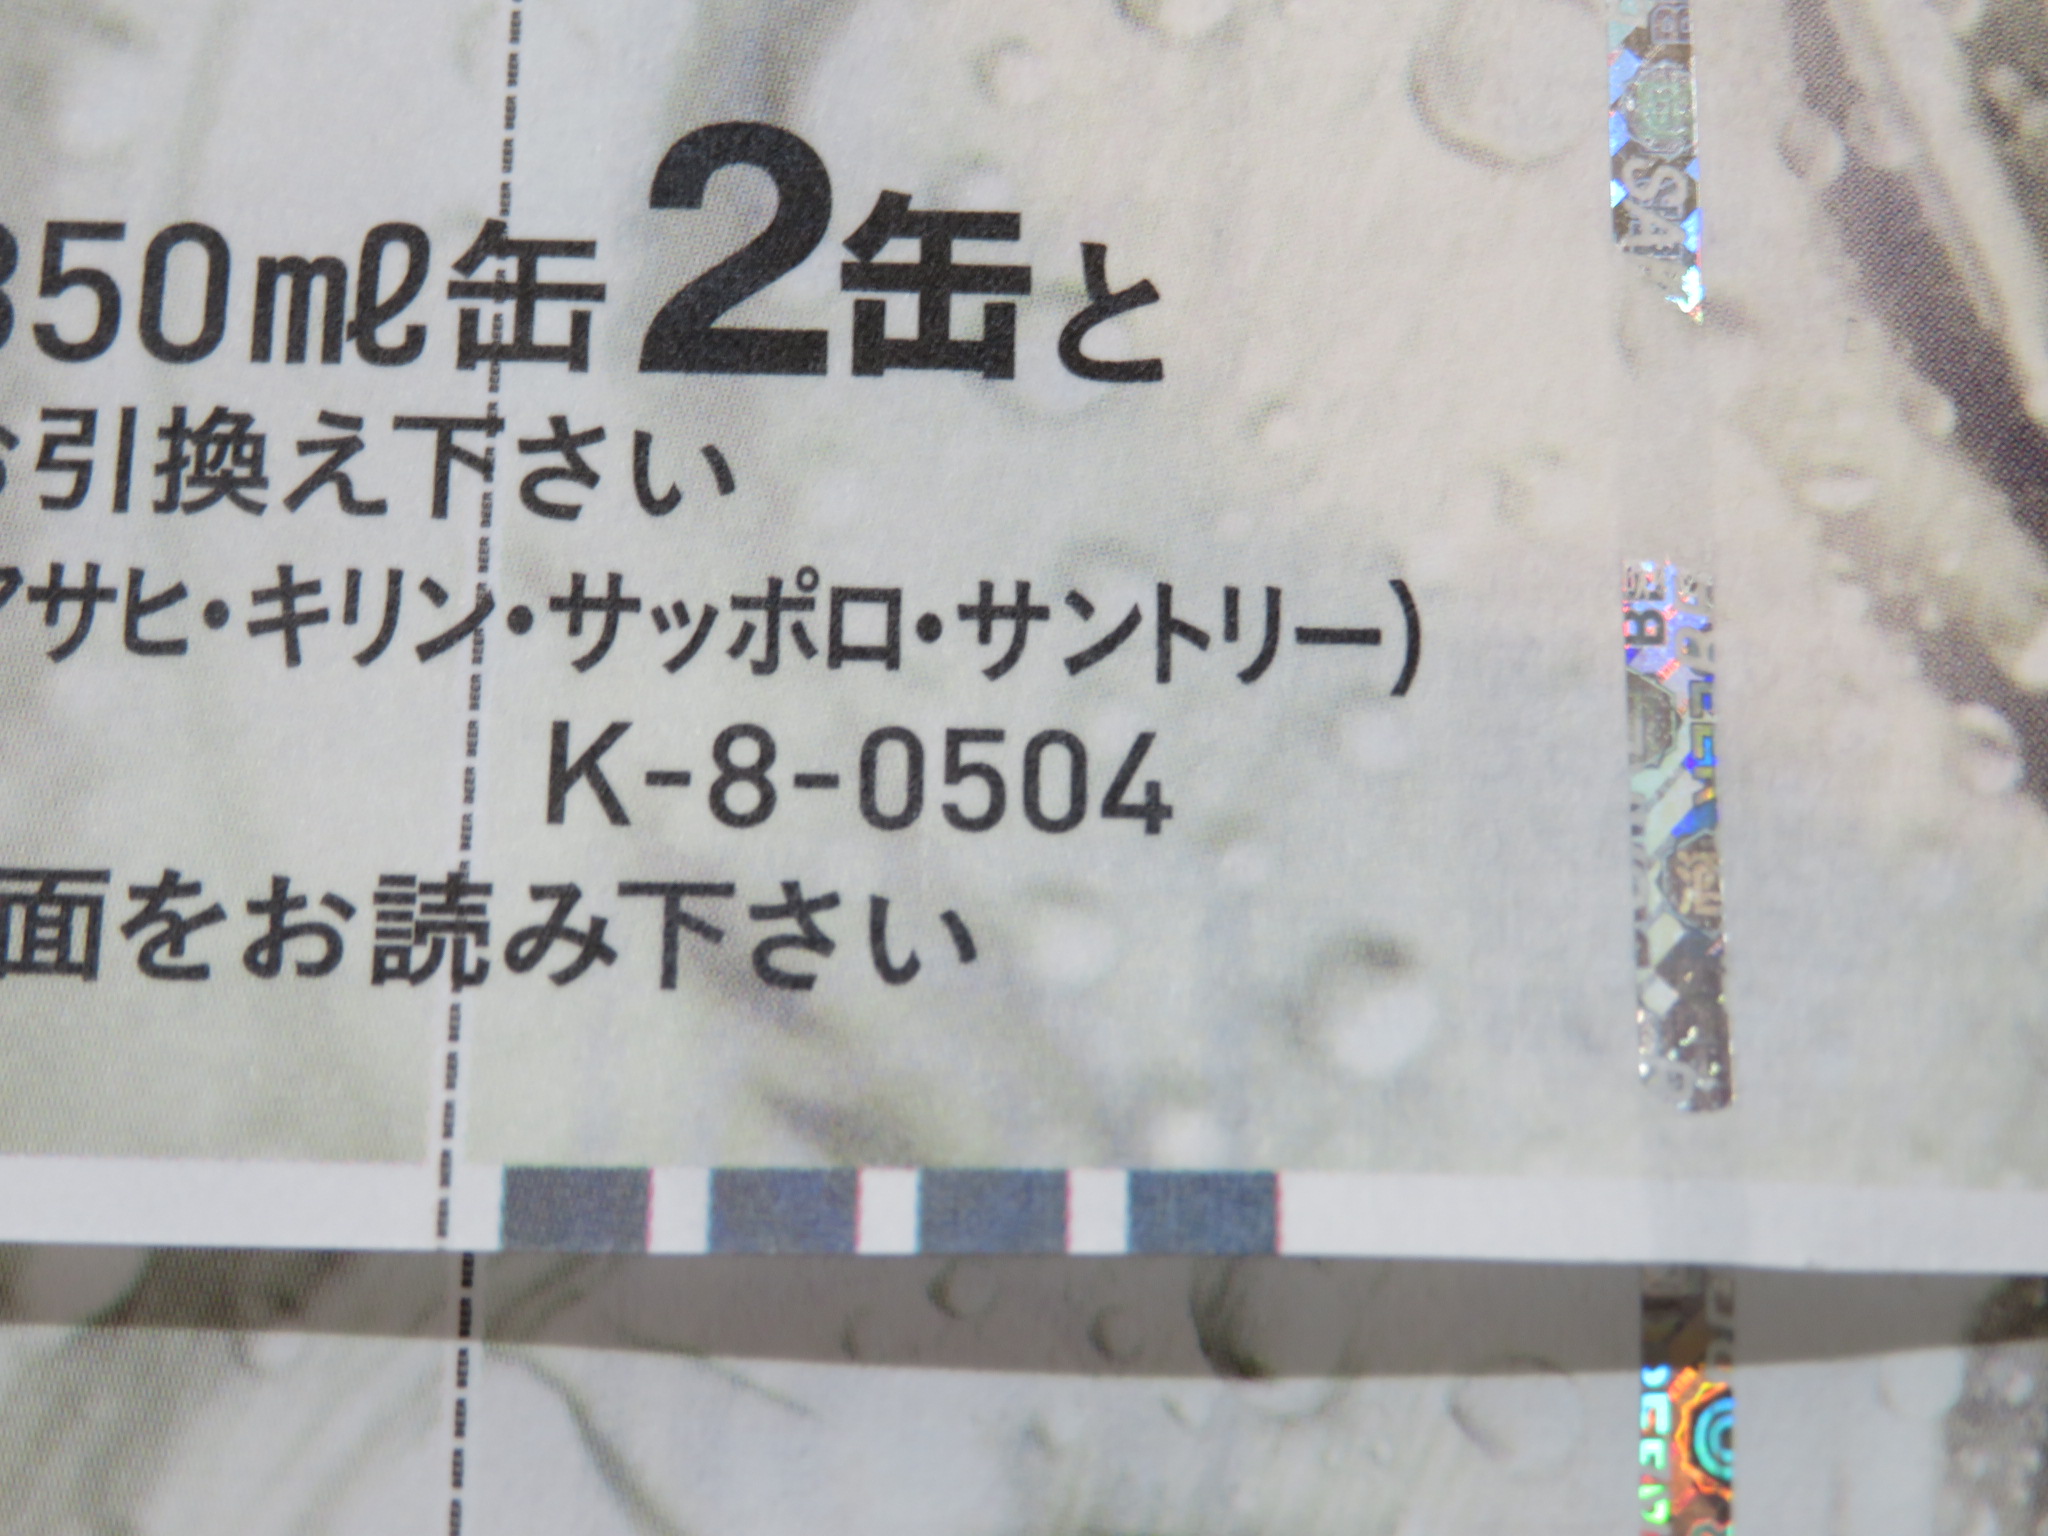 350mℓ缶2缶と
お引換え下さい
アサヒ・キリン・サッポロ・サントリー)
K-8-0504
面をお読み下さい